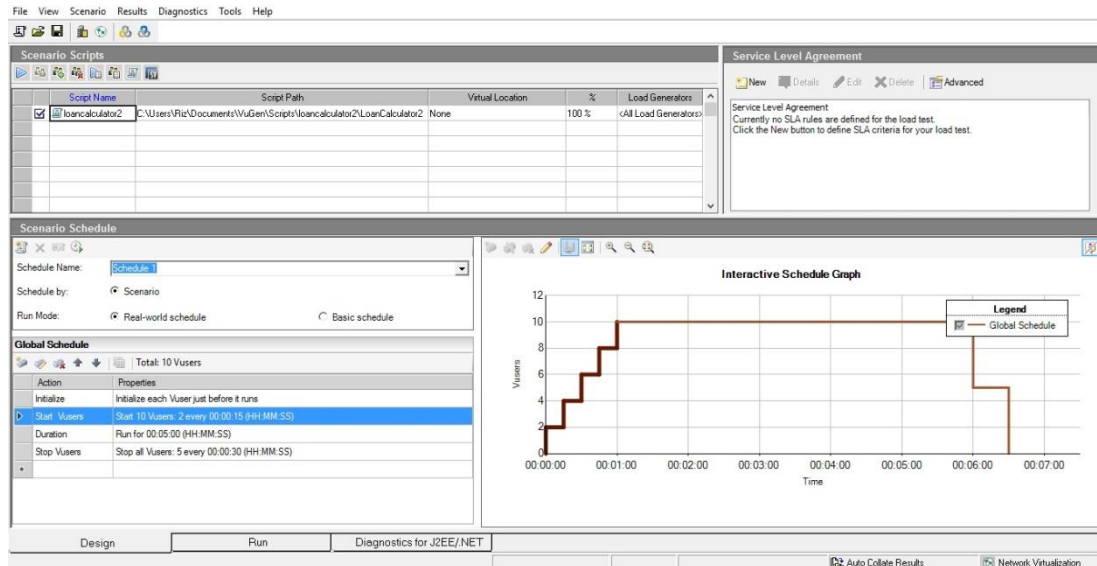 File View Scenario Results Diagnostics Tools Help
Scenario Scripts
Script Name Script Path Virtual Location % Load Generators
loancalculator2 C:\Users\Riz\Documents\VuGen\Scripts\loancalculator2\LoanCalculator2 None 100 % <All Load Generators>
Service Level Agreement
New Details Edit Delete Advanced
Service Level Agreement
Currently no SLA rules are defined for the load test.
Click the New button to define SLA criteria for your load test.
Scenario Schedule
Schedule Name: Schedule 1
Schedule by: Scenario
Run Mode: Real-world schedule Basic schedule
Global Schedule
Total: 10 Vusers
Action Properties
Initialize Initialize each Vuser just before it runs
Start Vusers Start 10 Vusers: 2 every 00:00:15 (HH:MM:SS)
Duration Run for 00:05:00 (HH:MM:SS)
Stop Vusers Stop all Vusers: 5 every 00:00:30 (HH:MM:SS)
Interactive Schedule Graph
Legend
Global Schedule
Vusers
12
10
8
6
4
2
0
00:00:00 00:01:00 00:02:00 00:03:00 00:04:00 00:05:00 00:06:00 00:07:00
Time
Design Run Diagnostics for J2EE/.NET
Auto Collate Results Network Virtualization